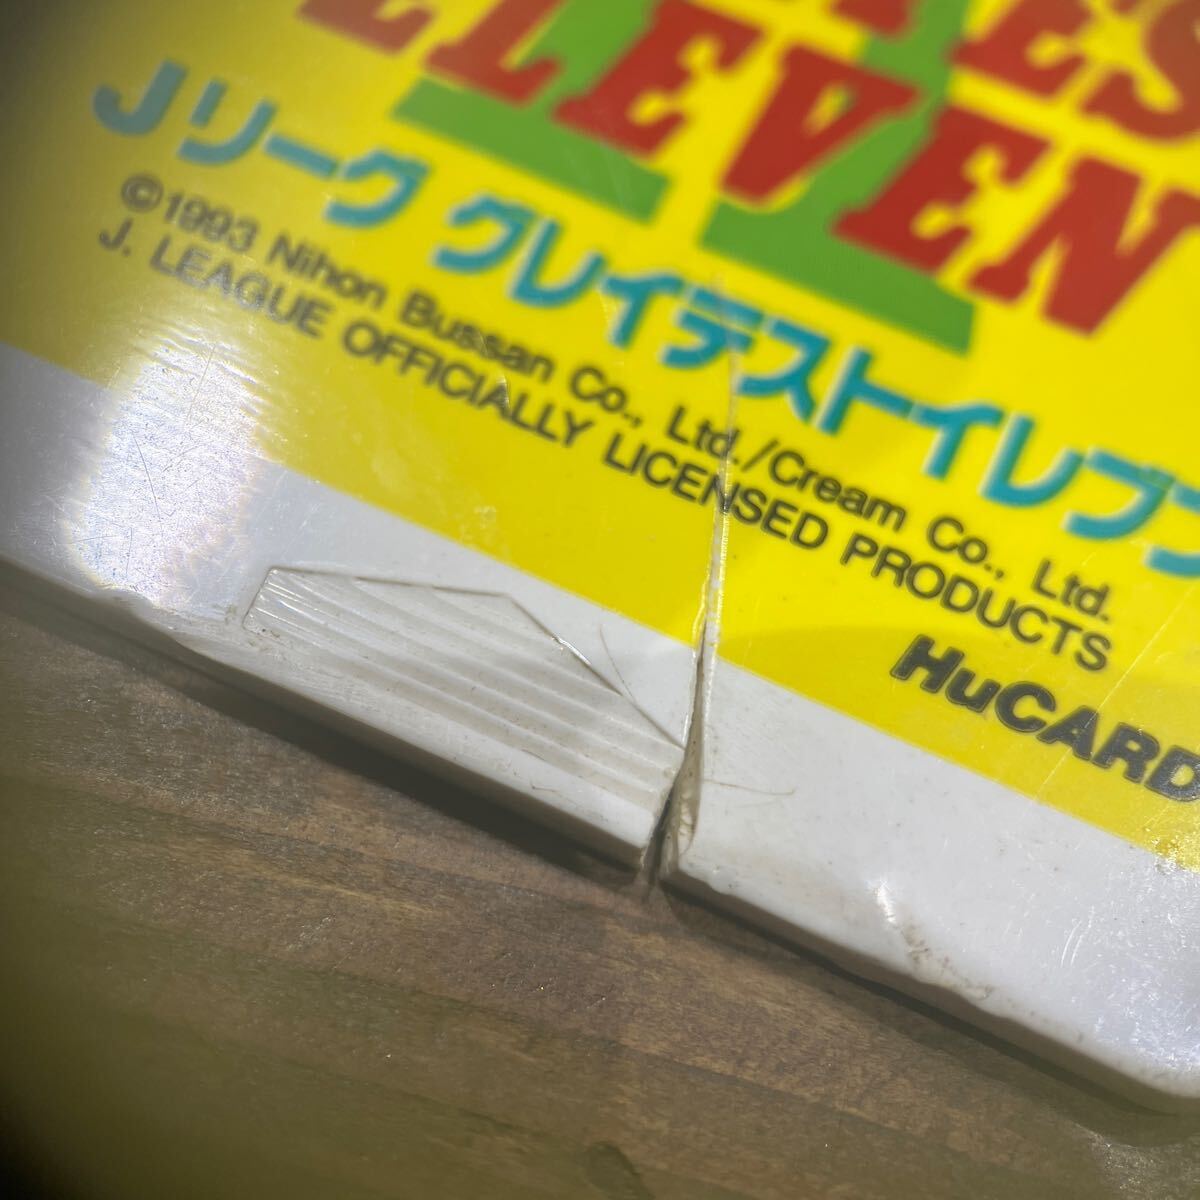 ELEVEN
Jリーグ グレイテストイレブン
©1993 Nihon Bussan Co., Ltd./Cream Co., Ltd.
J. LEAGUE OFFICIALLY LICENSED PRODUCTS
HuCARD